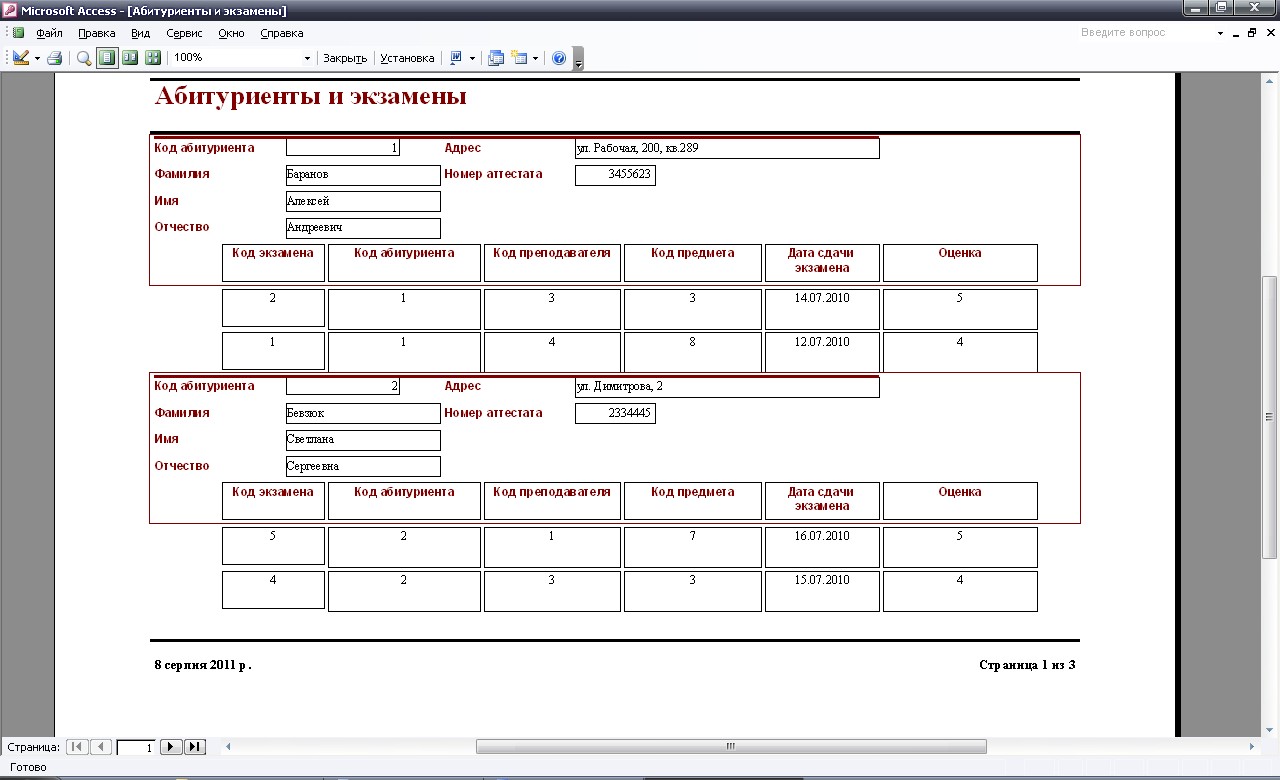 Microsoft Access - [Абитуриенты и экзамены]
Файл Правка Вид Сервис Окно Справка Введите вопрос
100% Закрыть Установка
Абитуриенты и экзамены
Код абитуриента 1 Адрес ул. Рабочая, 200, кв.289
Фамилия Баранов Номер аттестата 3455623
Имя Алексей
Отчество Андреевич
Код экзамена Код абитуриента Код преподавателя Код предмета Дата сдачи экзамена Оценка
2 1 3 3 14.07.2010 5
1 1 4 8 12.07.2010 4
Код абитуриента 2 Адрес ул. Димитрова, 2
Фамилия Бевзюк Номер аттестата 2334445
Имя Светлана
Отчество Сергеевна
Код экзамена Код абитуриента Код преподавателя Код предмета Дата сдачи экзамена Оценка
5 2 1 7 16.07.2010 5
4 2 3 3 15.07.2010 4
8 серпня 2011 р. Страница 1 из 3
Страница: 1
Готово